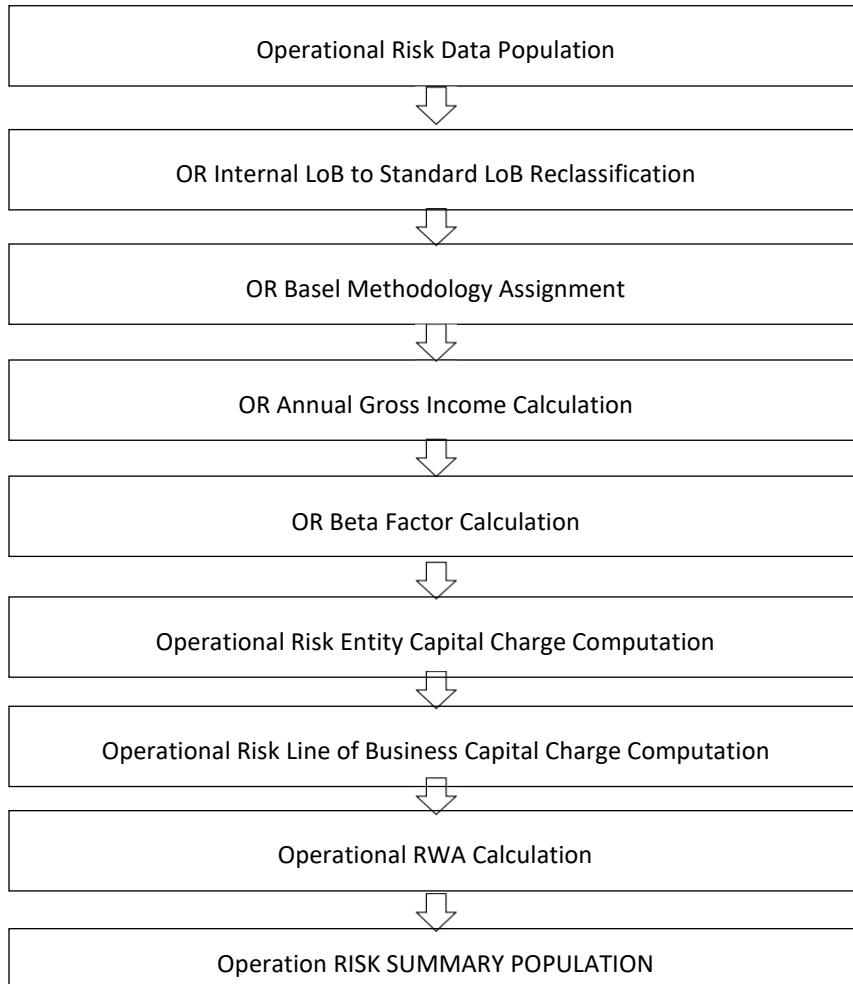 Operational Risk Data Population
OR Internal LoB to Standard LoB Reclassification
OR Basel Methodology Assignment
OR Annual Gross Income Calculation
OR Beta Factor Calculation
Operational Risk Entity Capital Charge Computation
Operational Risk Line of Business Capital Charge Computation
Operational RWA Calculation
Operation RISK SUMMARY POPULATION